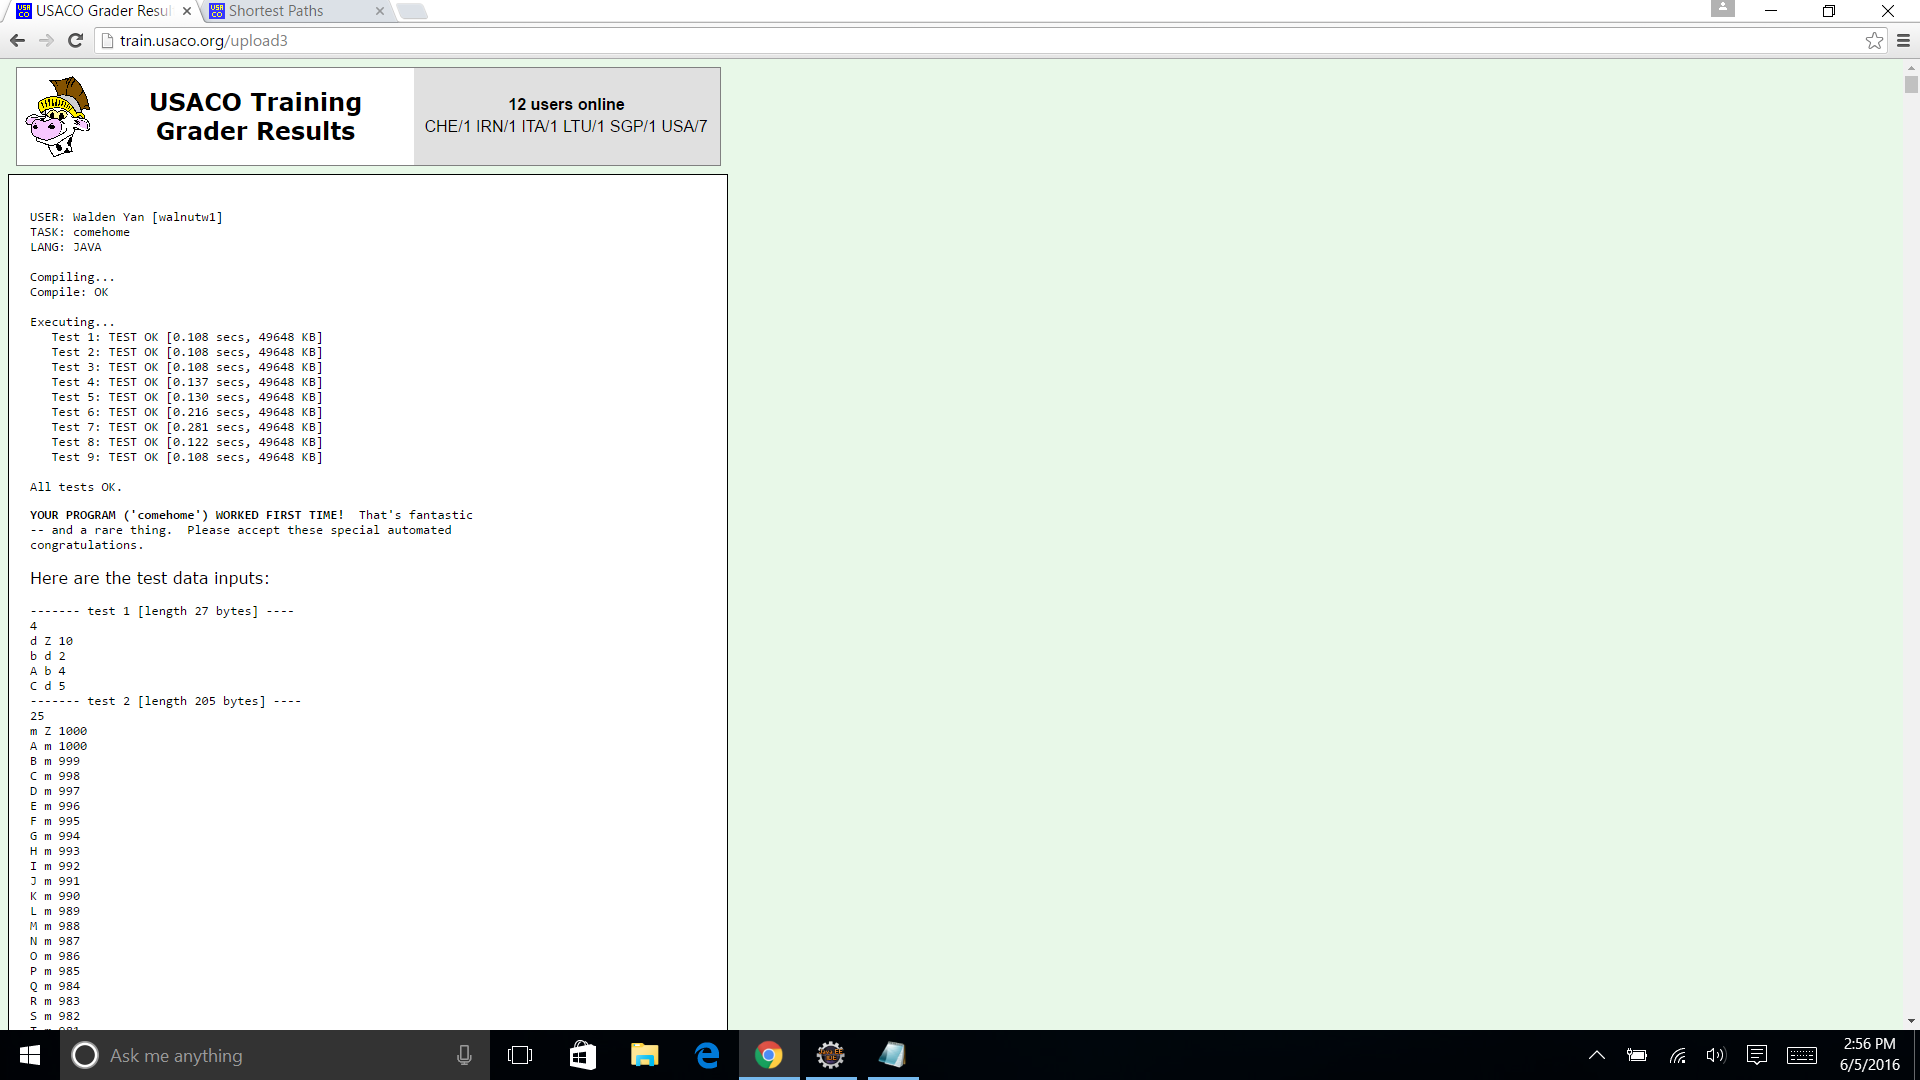 USACO Grader Resul
Shortest Paths
train.usaco.org/upload3
USACO Training
Grader Results
12 users online
CHE/1 IRN/1 ITA/1 LTU/1 SGP/1 USA/7
USER: Walden Yan [walnutw1]
TASK: comehome
LANG: JAVA
Compiling...
Compile: OK
Executing...
Test 1: TEST OK [0.108 secs, 49648 KB]
Test 2: TEST OK [0.108 secs, 49648 KB]
Test 3: TEST OK [0.108 secs, 49648 KB]
Test 4: TEST OK [0.137 secs, 49648 KB]
Test 5: TEST OK [0.130 secs, 49648 KB]
Test 6: TEST OK [0.216 secs, 49648 KB]
Test 7: TEST OK [0.281 secs, 49648 KB]
Test 8: TEST OK [0.122 secs, 49648 KB]
Test 9: TEST OK [0.108 secs, 49648 KB]
All tests OK.
YOUR PROGRAM ('comehome') WORKED FIRST TIME! That's fantastic
-- and a rare thing. Please accept these special automated
congratulations.
Here are the test data inputs:
------- test 1 [length 27 bytes] ----
4
d Z 10
b d 2
A b 4
C d 5
------- test 2 [length 205 bytes] ----
25
m Z 1000
A m 1000
B m 999
C m 998
D m 997
E m 996
F m 995
G m 994
H m 993
I m 992
J m 991
K m 990
L m 989
M m 988
N m 987
O m 986
P m 985
Q m 984
R m 983
S m 982
Ask me anything
2:56 PM
6/5/2016